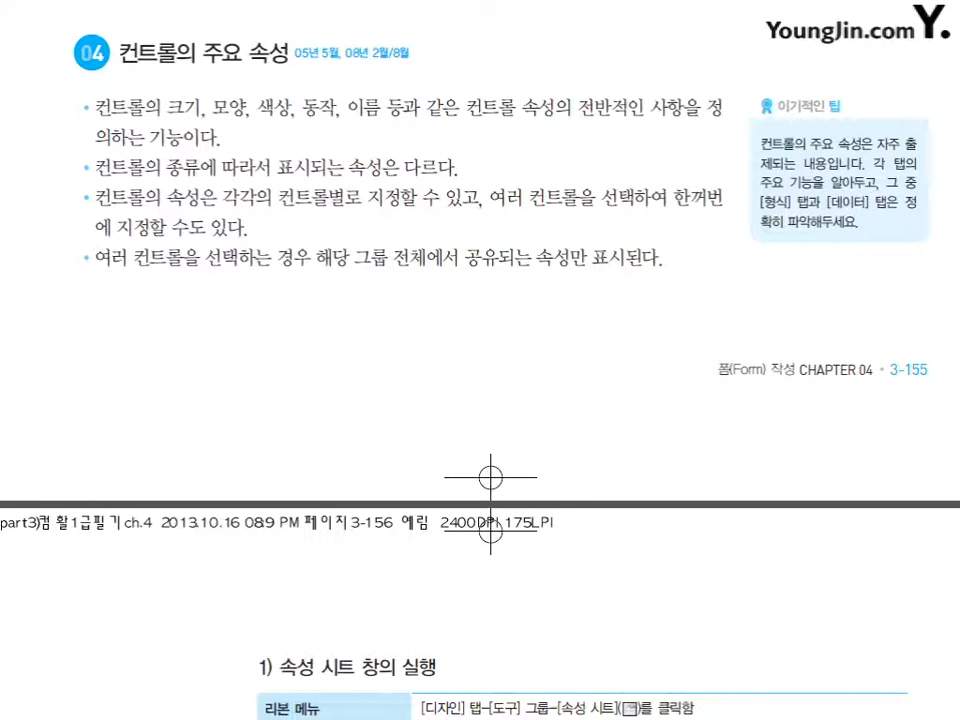 YoungJin.com Y.
04 컨트롤의 주요 속성 05년 5월, 08년 2월/8월
• 컨트롤의 크기, 모양, 색상, 동작, 이름 등과 같은 컨트롤 속성의 전반적인 사항을 정
의하는 기능이다.
• 컨트롤의 종류에 따라서 표시되는 속성은 다르다.
• 컨트롤의 속성은 각각의 컨트롤별로 지정할 수 있고, 여러 컨트롤을 선택하여 한꺼번
에 지정할 수도 있다.
• 여러 컨트롤을 선택하는 경우 해당 그룹 전체에서 공유되는 속성만 표시된다.
이기적인 팁
컨트롤의 주요 속성은 자주 출
제되는 내용입니다. 각 탭의
주요 기능을 알아두고, 그 중
[형식] 탭과 [데이터] 탭은 정
확히 파악해두세요.
폼(Form) 작성 CHAPTER 04 • 3-155
part3)컴활1급필기ch.4 2013.10.16 08:9 PM 페이지3-156 예림 2400DPI 175LPI
1) 속성 시트 창의 실행
리본 메뉴 [디자인] 탭-[도구] 그룹-[속성 시트]( )를 클릭함